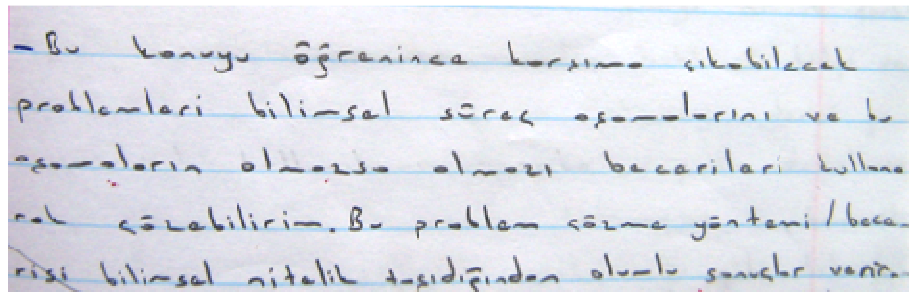 - Bu konuyu öğrenince karşıma çıkabilecek
problemleri bilimsel süreç aşamalarını ve bu
aşamaların olmazsa olmazı becerileri kullana
rak çözebilirim. Bu problem çözme yöntemi / bece-
risi bilimsel nitelik taşıdığından olumlu sonuçlar verir.